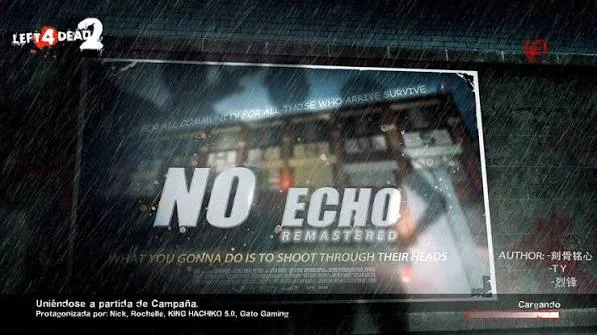 LEFT 4 DEAD 2
FOR ALL COMMUNITY FOR ALL THOSE WHO ARRIVE SURVIVE
NO ECHO
REMASTERED
WHAT YOU GONNA DO IS TO SHOOT THROUGH THEIR HEADS
AUTHOR: -刻骨铭心
-TY
-烈锋
Uniéndose a partida de Campaña.
Cargando
Protagonizada por: Nick, Rochelle, KING HACHIKO 5.0, Gato Gaming